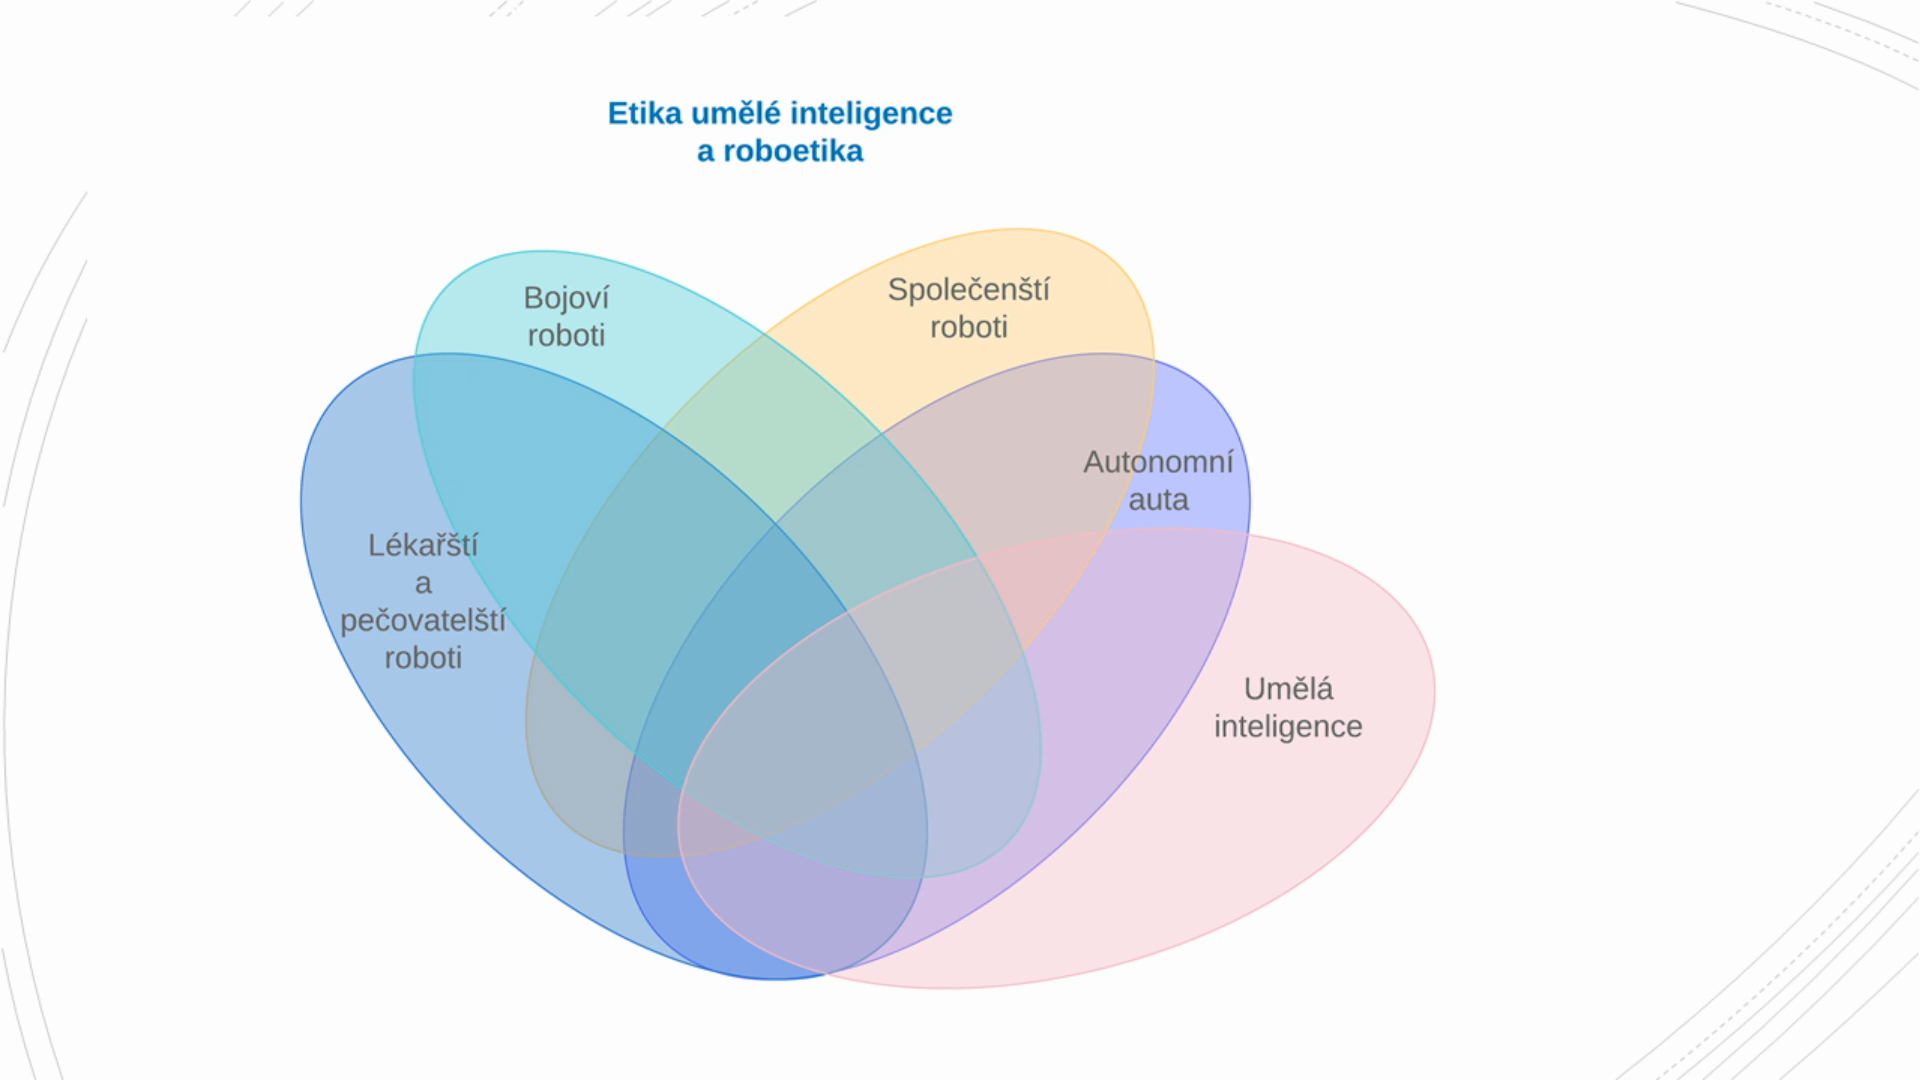 Etika umělé inteligence
a roboetika
Bojoví
roboti
Společenští
roboti
Autonomní
auta
Lékařští
a
pečovatelští
roboti
Umělá
inteligence